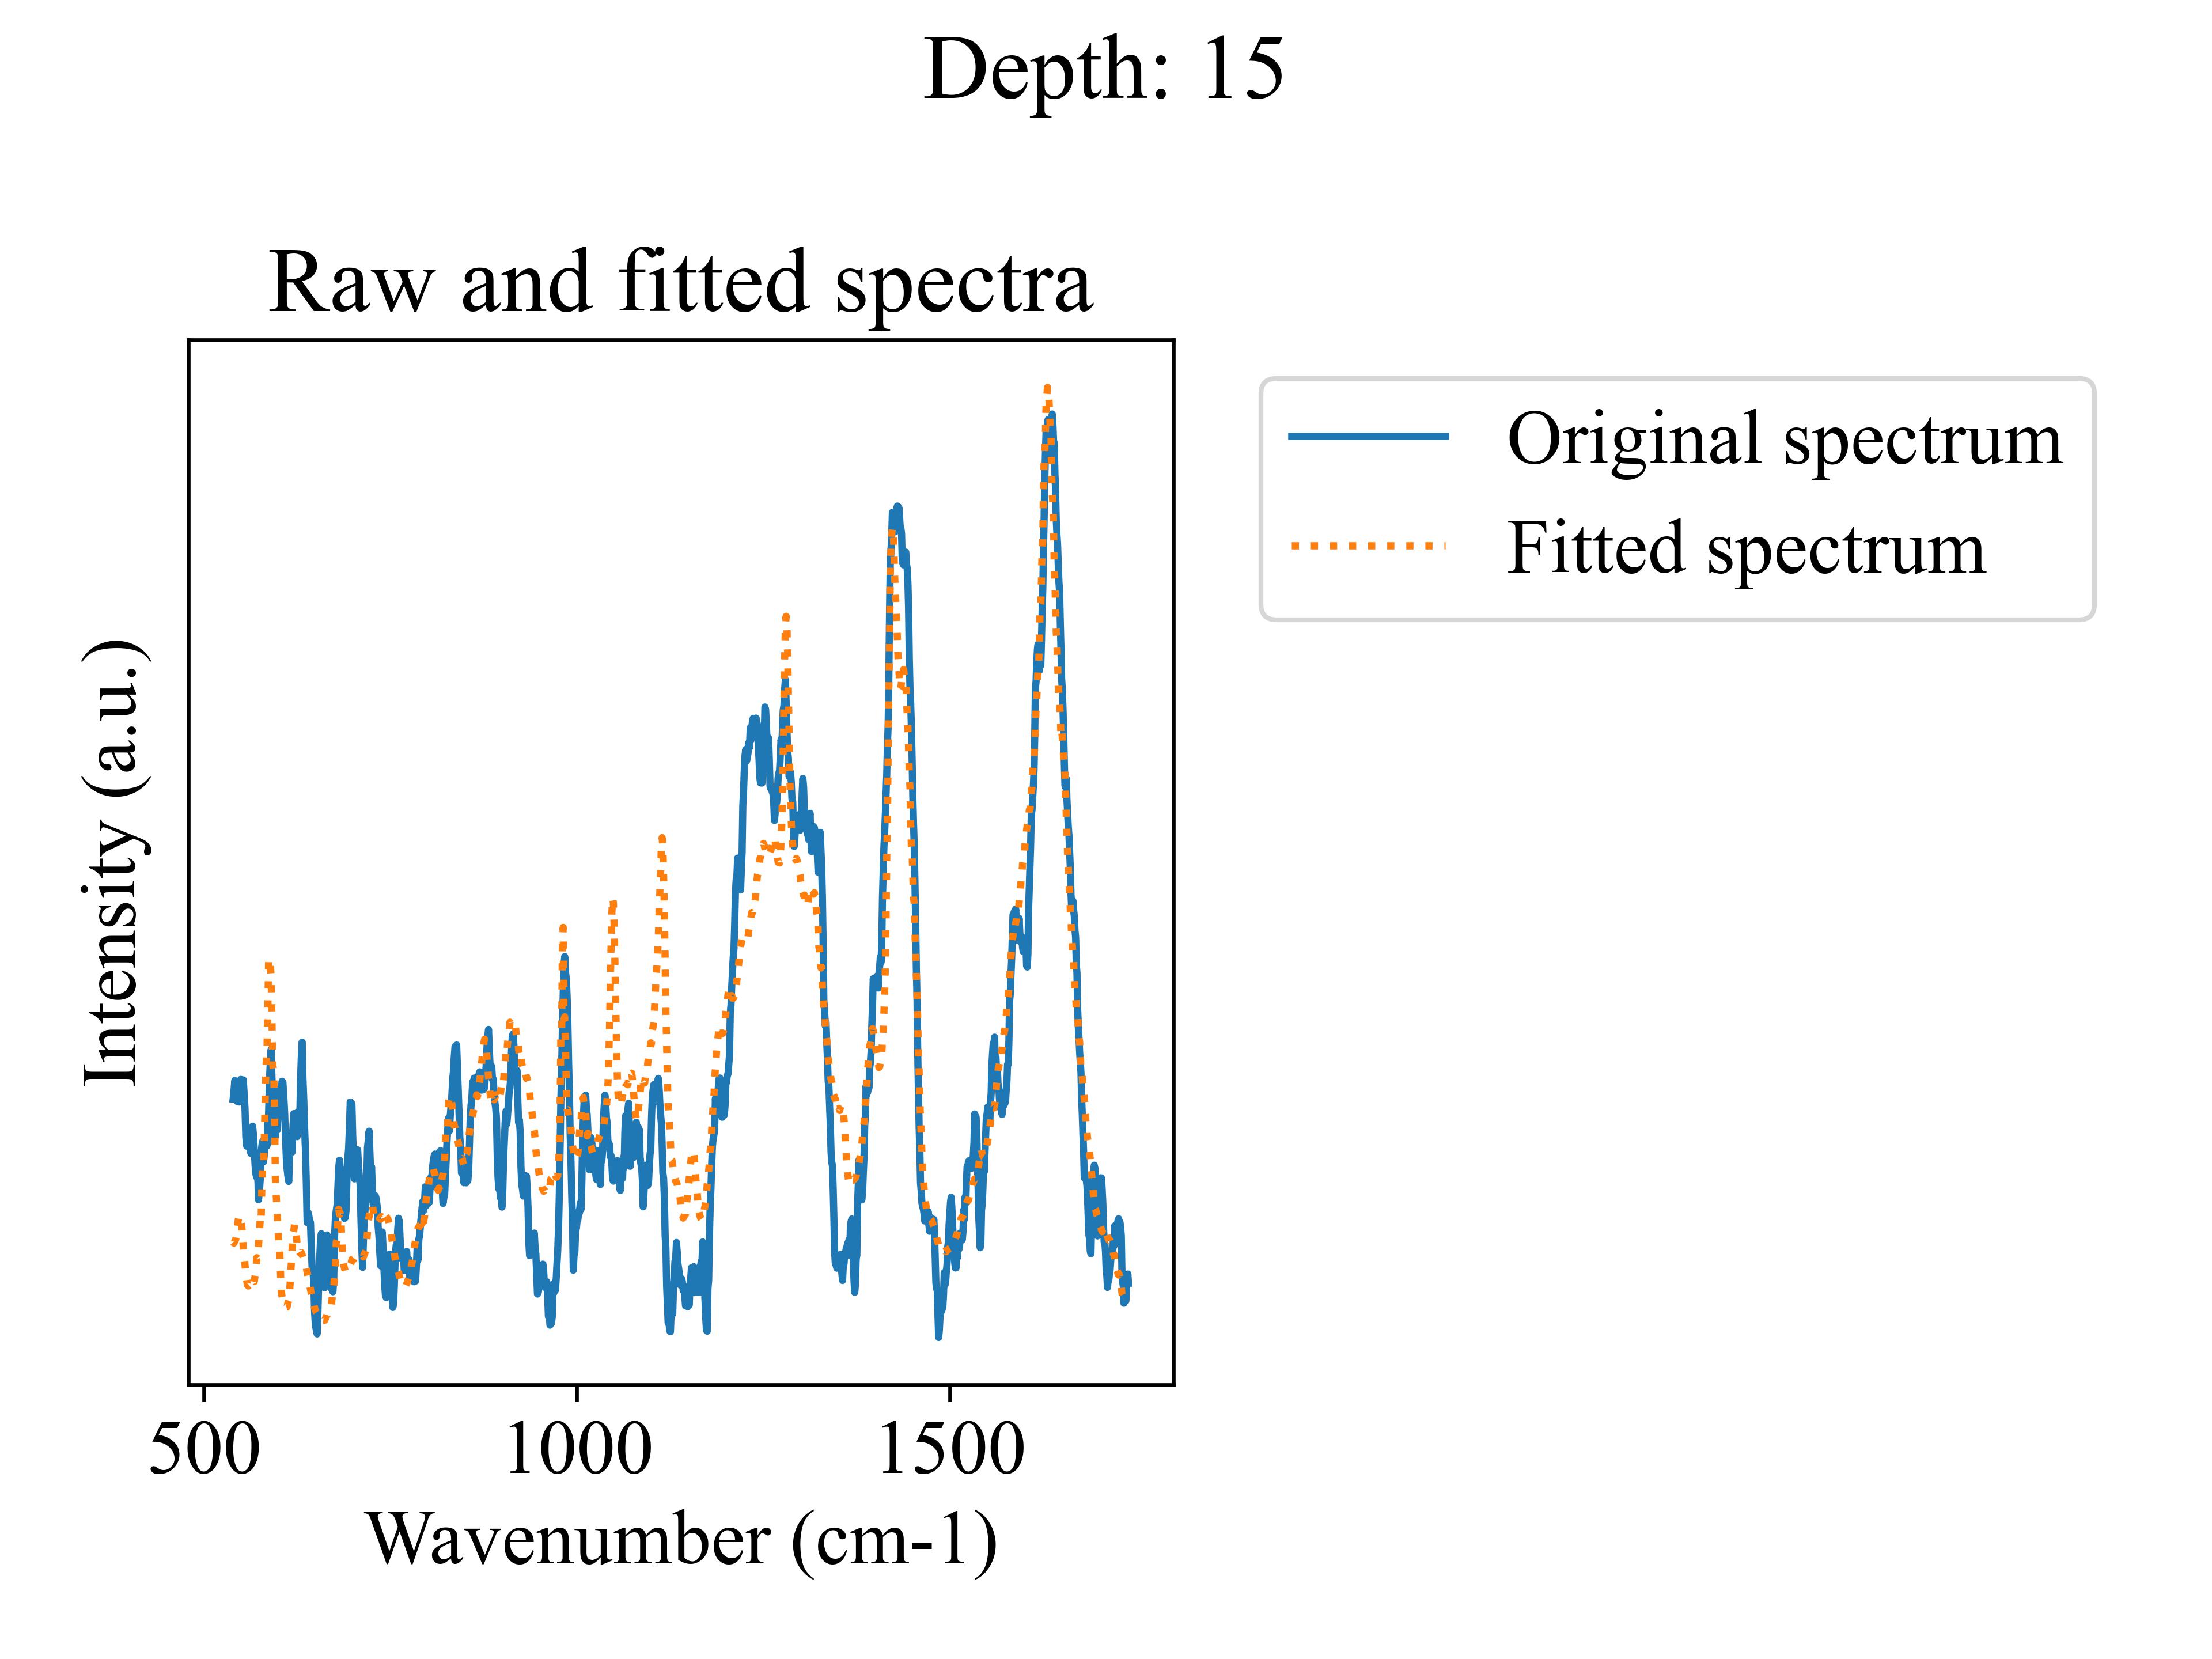 Depth: 15
Raw and fitted spectra
Original spectrum
Fitted spectrum
Intensity (a.u.)
500 1000 1500
Wavenumber (cm-1)